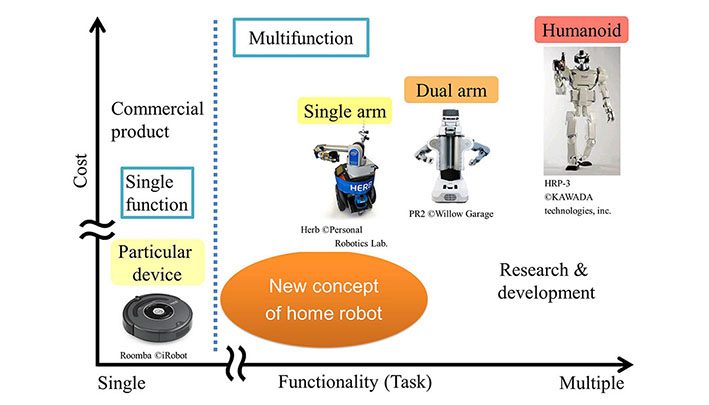 Multifunction
Humanoid
Commercial
product
Single arm
Dual arm
HERB
Cost
Single
function
HRP-3
©KAWADA
technologies, inc.
PR2 ©Willow Garage
Herb ©Personal
Robotics Lab.
Particular
device
New concept
of home robot
Research &
development
Roomba ©iRobot
Single
Functionality (Task)
Multiple